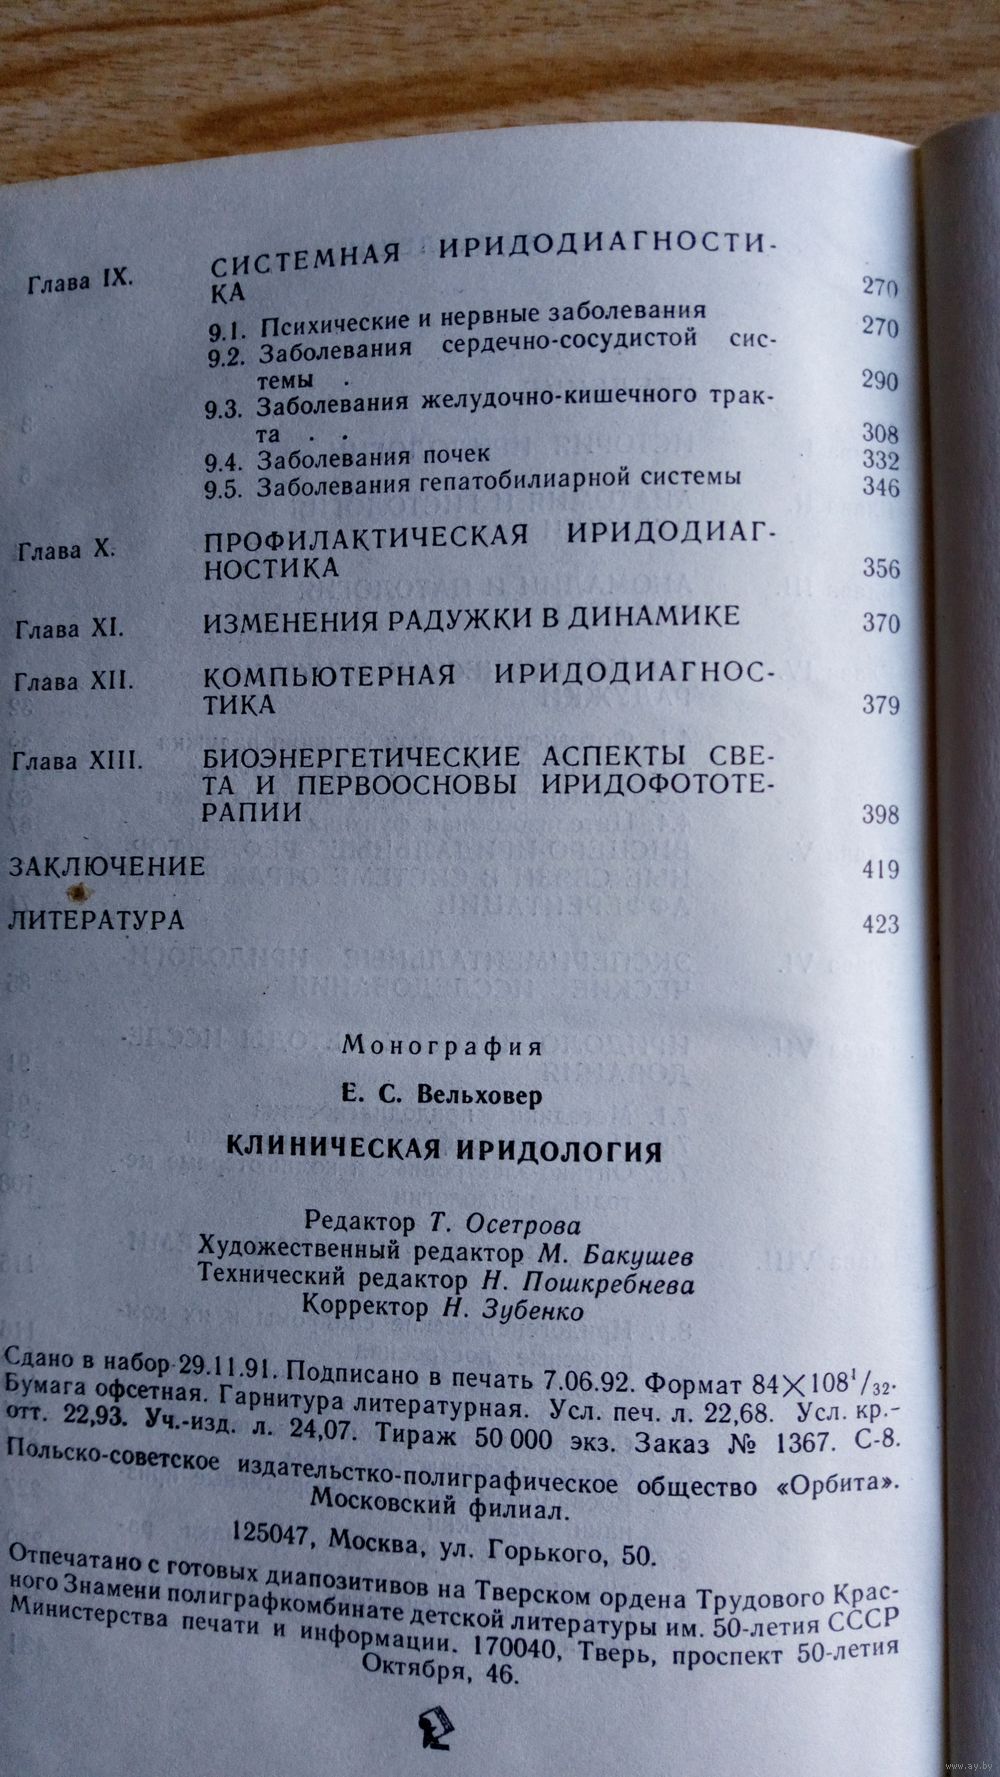 Глава IX. СИСТЕМНАЯ ИРИДОДИАГНОСТИ-
КА 270
9.1. Психические и нервные заболевания 270
9.2. Заболевания сердечно-сосудистой сис-
темы . 290
9.3. Заболевания желудочно-кишечного трак-
та . . 308
9.4. Заболевания почек 332
9.5. Заболевания гепатобилиарной системы 346
Глава X. ПРОФИЛАКТИЧЕСКАЯ ИРИДОДИАГ-
НОСТИКА 356
Глава XI. ИЗМЕНЕНИЯ РАДУЖКИ В ДИНАМИКЕ 370
Глава XII. КОМПЬЮТЕРНАЯ ИРИДОДИАГНОС-
ТИКА 379
Глава XIII. БИОЭНЕРГЕТИЧЕСКИЕ АСПЕКТЫ СВЕ-
ТА И ПЕРВООСНОВЫ ИРИДОФОТОТЕ-
РАПИИ 398
ЗАКЛЮЧЕНИЕ 419
ЛИТЕРАТУРА 423
Монография
Е. С. Вельховер
КЛИНИЧЕСКАЯ ИРИДОЛОГИЯ
Редактор Т. Осетрова
Художественный редактор М. Бакушев
Технический редактор Н. Пошкребнева
Корректор Н. Зубенко
Сдано в набор 29.11.91. Подписано в печать 7.06.92. Формат 84×108¹/₃₂.
Бумага офсетная. Гарнитура литературная. Усл. печ. л. 22,68. Усл. кр.-
отт. 22,93. Уч.-изд. л. 24,07. Тираж 50 000 экз. Заказ № 1367. С-8.
Польско-советское издательстко-полиграфическое общество «Орбита».
Московский филиал.
125047, Москва, ул. Горького, 50.
Отпечатано с готовых диапозитивов на Тверском ордена Трудового Крас-
ного Знамени полиграфкомбинате детской литературы им. 50-летия СССР
Министерства печати и информации. 170040, Тверь, проспект 50-летия
Октября, 46.
www.ay.by